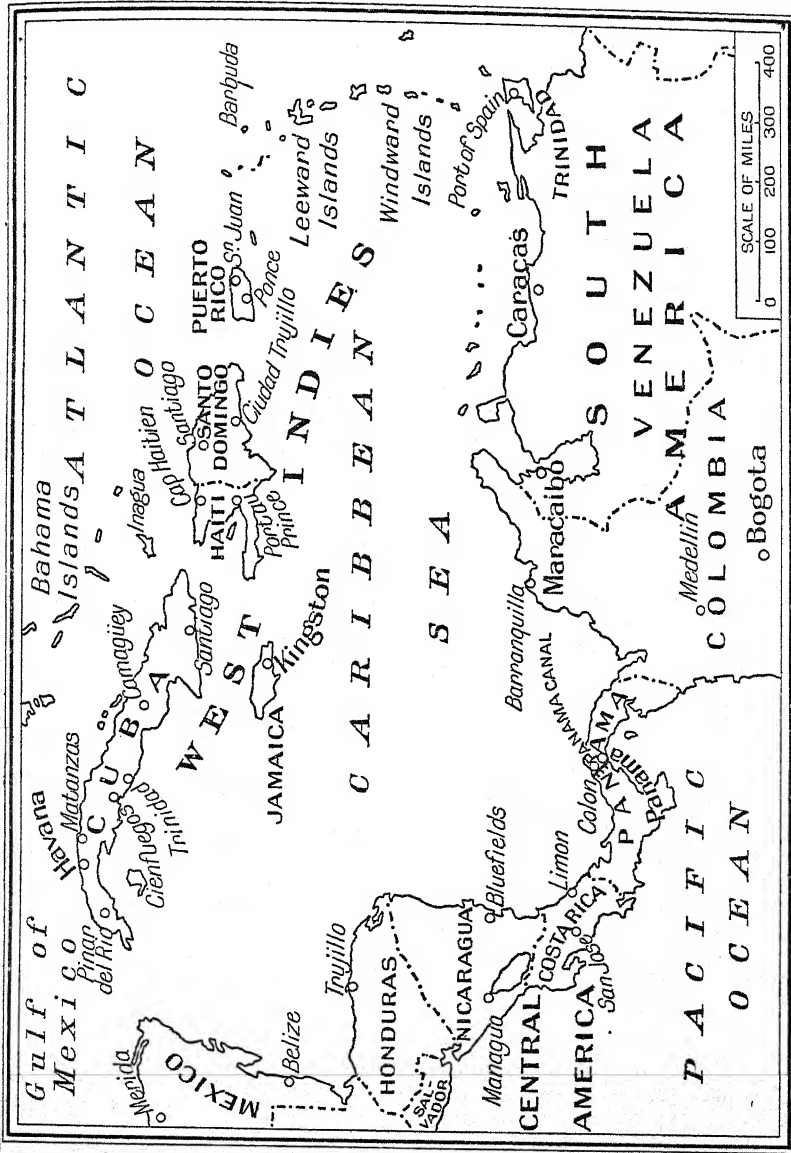 Gulf of
Mexico
Havana
Matanzas
Pinar
del Rio
CUBA
Cienfuegos
Trinidad
Camagüey
Santiago
Bahama
Islands
ATLANTIC
OCEAN
Inagua
Cap Haitien
Santiago
HAITI
SANTO
DOMINGO
Port au
Prince
Ciudad Trujillo
PUERTO
RICO
Sn Juan
Ponce
Barbuda
Leeward
Islands
Windward
Islands
WEST INDIES
JAMAICA
Kingston
CARIBBEAN
SEA
Merida
MEXICO
Belize
Trujillo
HONDURAS
SAL-
VADOR
NICARAGUA
Managua
Bluefields
CENTRAL
AMERICA
COSTA RICA
San José
Limon
Colon
PANAMA CANAL
PANAMA
Panama
PACIFIC
OCEAN
Barranquilla
Maracaibo
Caracas
Port of Spain
TRINIDAD
SOUTH
AMERICA
VENEZUELA
COLOMBIA
Medellin
Bogota
SCALE OF MILES
0 100 200 300 400